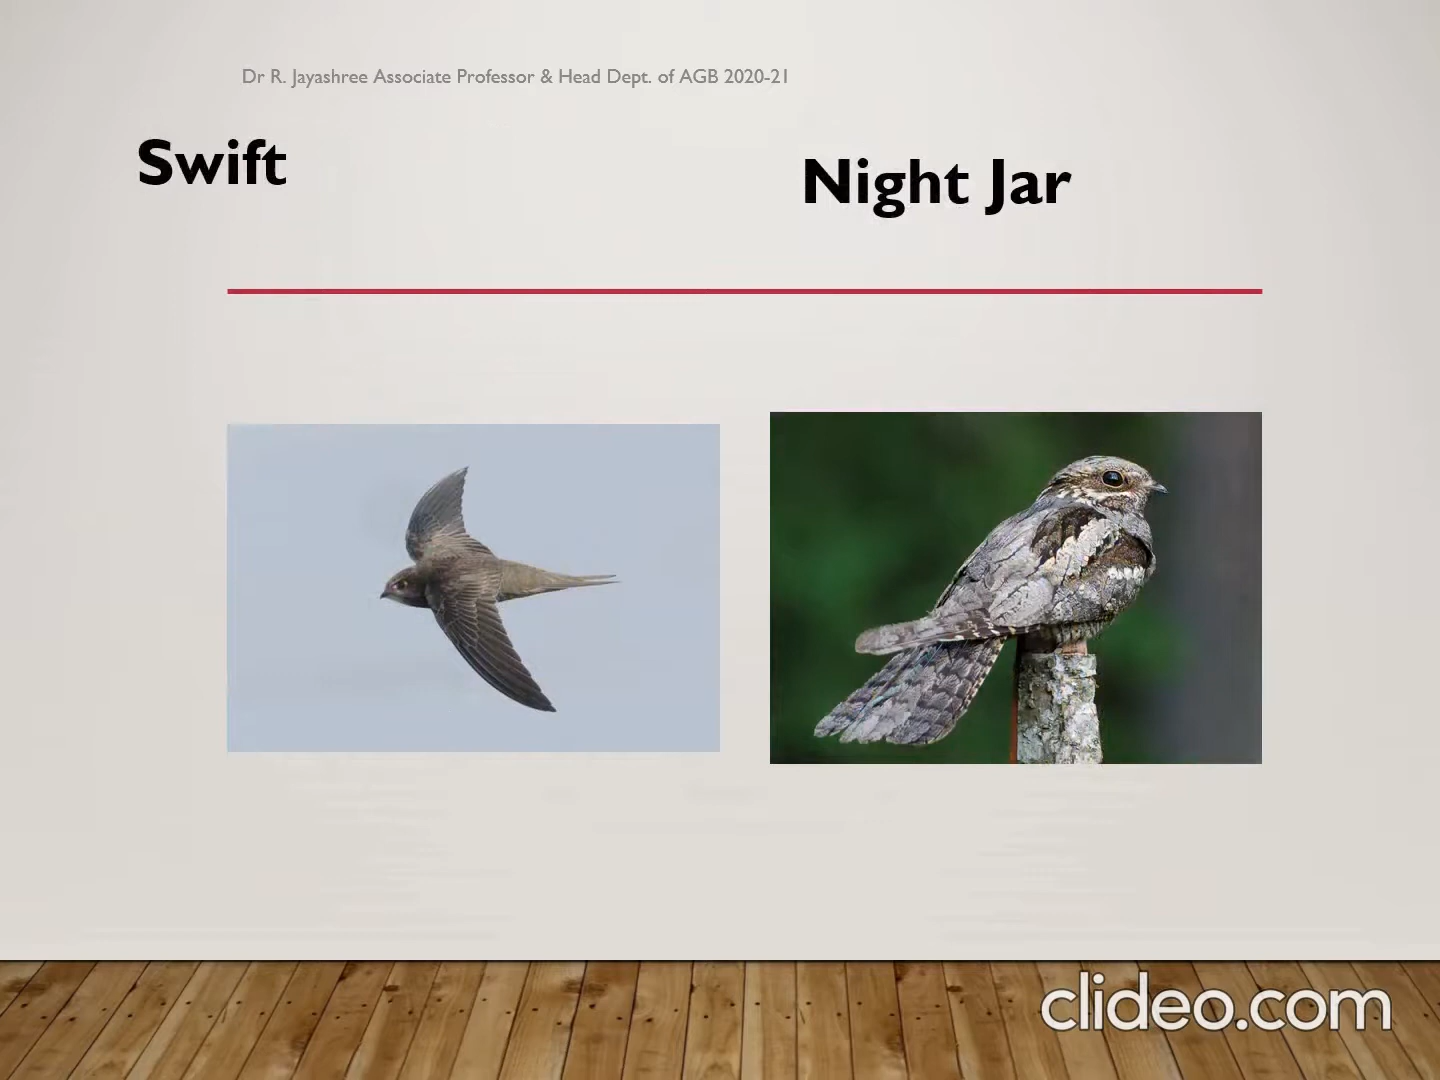 Dr R. Jayashree Associate Professor & Head Dept. of AGB 2020-21
Swift
Night Jar
clideo.com